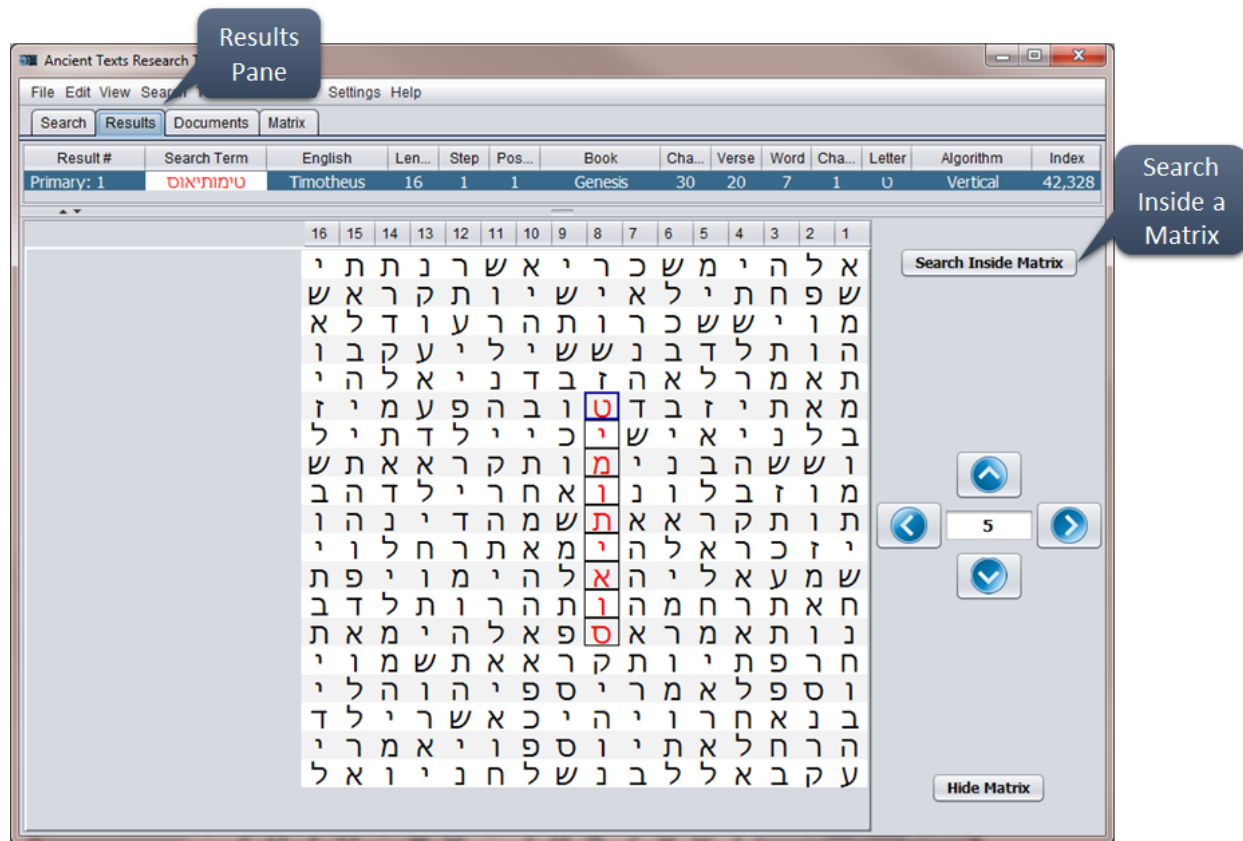 Results
Pane
Ancient Texts Research
File Edit View Search Settings Help
Search Results Documents Matrix
Result # Search Term English Len... Step Pos... Book Cha... Verse Word Cha... Letter Algorithm Index
Primary: 1 טימותיאוס Timotheus 16 1 1 Genesis 30 20 7 1 ט Vertical 42,328
Search
Inside a
Matrix
16 15 14 13 12 11 10 9 8 7 6 5 4 3 2 1
Search Inside Matrix
א ל ה י מ ש כ ר י א ש ר נ ת ת י
ש פ ח ת י ל א י ש י ו ת ק ר א ש
מ ו י ש ש כ ר ו ת ה ר ע ו ד ל א
ה ו ת ל ד ב נ ש ש י ל י ע ק ב ו
ת א מ ר ל א ה ז ב ד נ י א ל ה י
מ א ת י ז ב ד ט ו ב ה פ ע מ י ז
ב ל נ י א י ש י כ י י ל ד ת י ל
ו ש ש ה ב נ י מ ו ת ק ר א א ת ש
מ ו ז ב ל ו נ ו א ח ר י ל ד ה ב
ת ו ת ק ר א א ת ש מ ה ד י נ ה ו
י ז כ ר א ל ה י מ א ת ר ח ל ו י
ש מ ע א ל י ה א ל ה י מ ו י פ ת
ח א ת ר ח מ ה ו ת ה ר ו ת ל ד ב
נ ו ת א מ ר א ס פ א ל ה י מ א ת
ח ר פ ת י ו ת ק ר א א ת ש מ ו י
ו ס פ ל א מ ר י ס פ י ה ו ה ל י
ב נ א ח ר ו י ה י כ א ש ר י ל ד
ה ר ח ל א ת י ו ס פ ו י א מ ר י
ע ק ב א ל ל ב נ ש ל ח נ י ו א ל
5
Hide Matrix